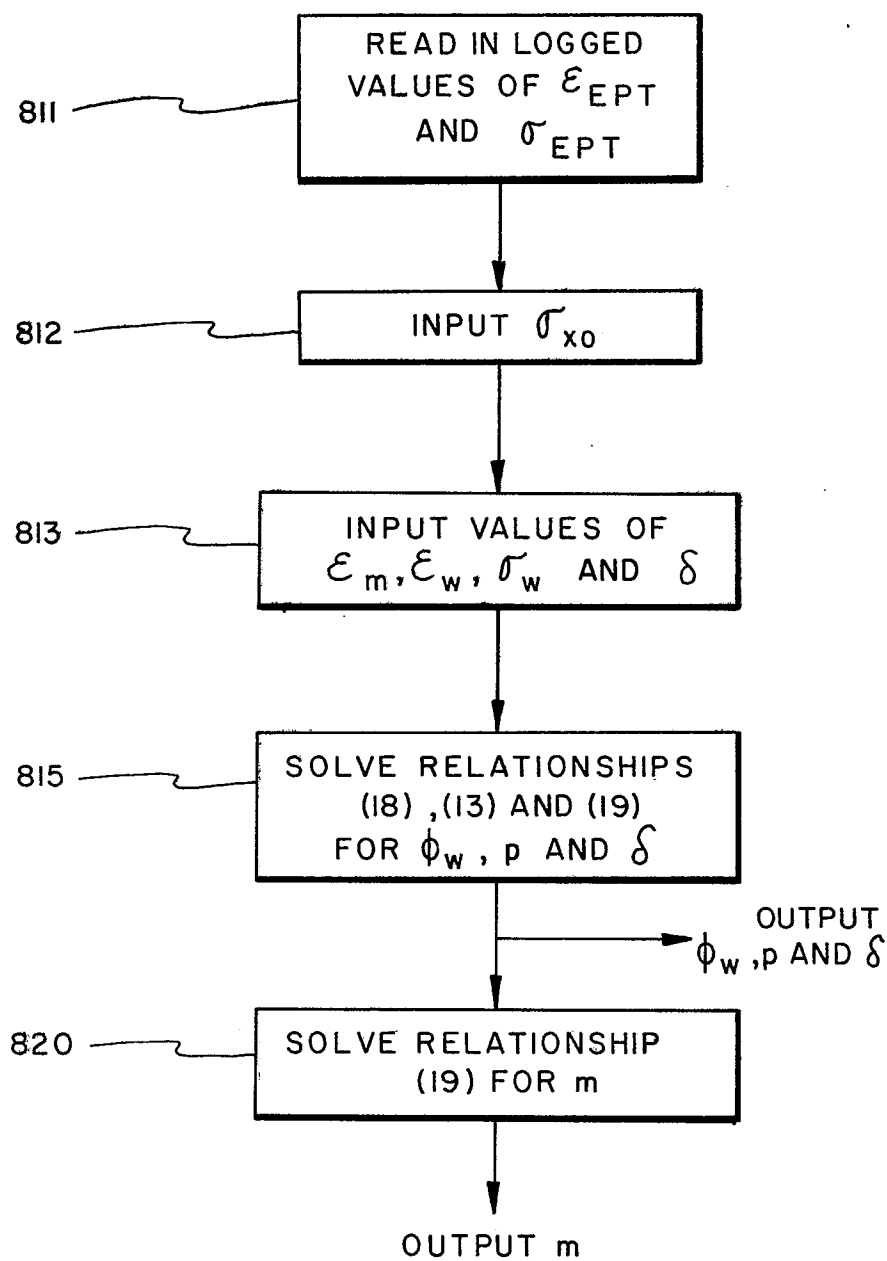 811
READ IN LOGGED
VALUES OF ε_EPT
AND σ_EPT
812
INPUT σ_xo
813
INPUT VALUES OF
ε_m, ε_w, σ_w AND δ
815
SOLVE RELATIONSHIPS
(18) ,(13) AND (19)
FOR ϕ_w , p AND δ
OUTPUT
ϕ_w ,p AND δ
820
SOLVE RELATIONSHIP
(19) FOR m
OUTPUT m